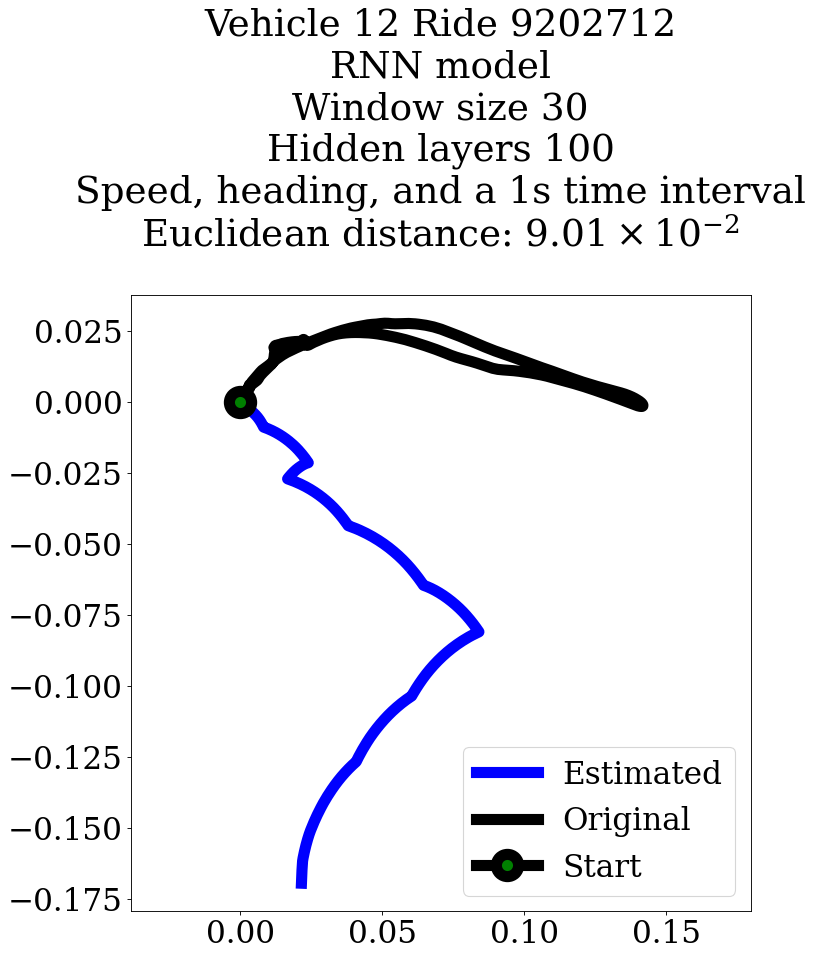 Vehicle 12 Ride 9202712
RNN model
Window size 30
Hidden layers 100
Speed, heading, and a 1s time interval
Euclidean distance: 9.01 × 10⁻²
0.025
0.000
−0.025
−0.050
−0.075
−0.100
−0.125
−0.150
−0.175
Estimated
Original
Start
0.00 0.05 0.10 0.15